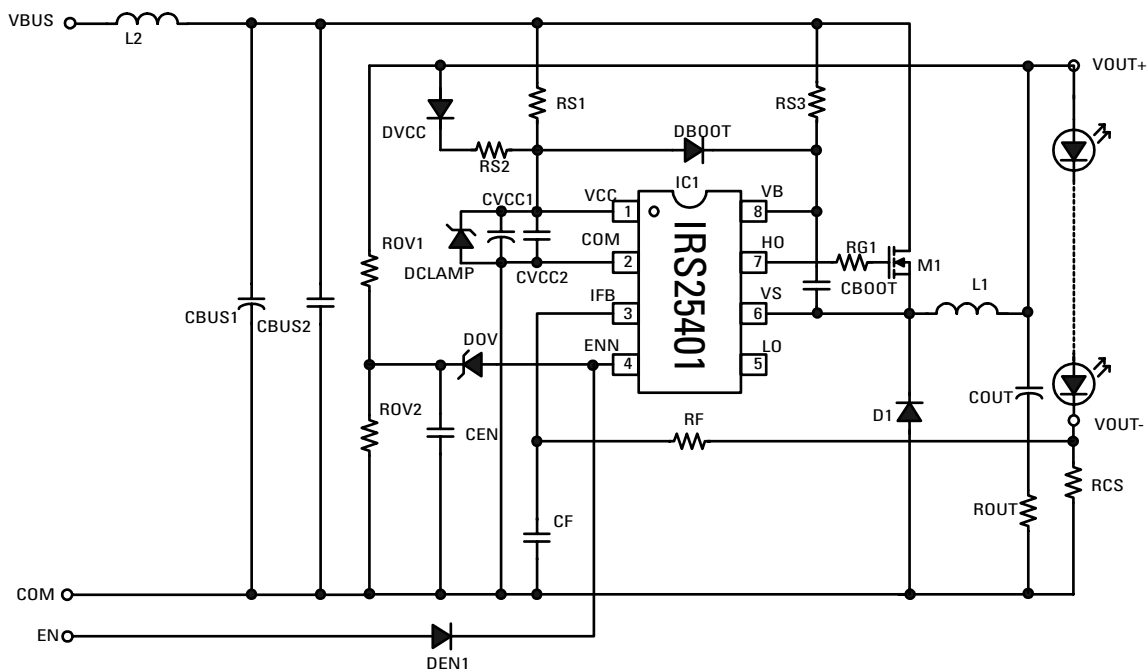 VBUS
L2
VOUT+
RS1
RS3
DVCC
DBOOT
RS2
IC1
CVCC1
VCC
VB
1
8
ROV1
COM
HO
RG1
DCLAMP
2
7
M1
CVCC2
CBOOT
L1
IRS25401
IFB
VS
CBUS1
CBUS2
3
6
DOV
ENN
LO
4
5
COUT
ROV2
D1
VOUT-
CEN
RF
RCS
ROUT
CF
COM
EN
DEN1